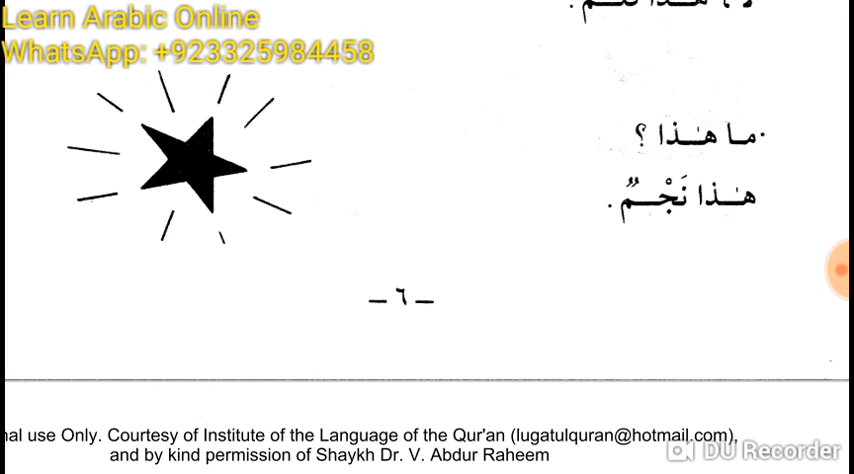 Learn Arabic Online
WhatsApp: +923325984458
ما هـٰذا ؟
هـٰذا نَجْـمٌ .
– ٦ –
nal use Only. Courtesy of Institute of the Language of the Qur'an (lugatulquran@hotmail.com),
and by kind permission of Shaykh Dr. V. Abdur Raheem
DU Recorder